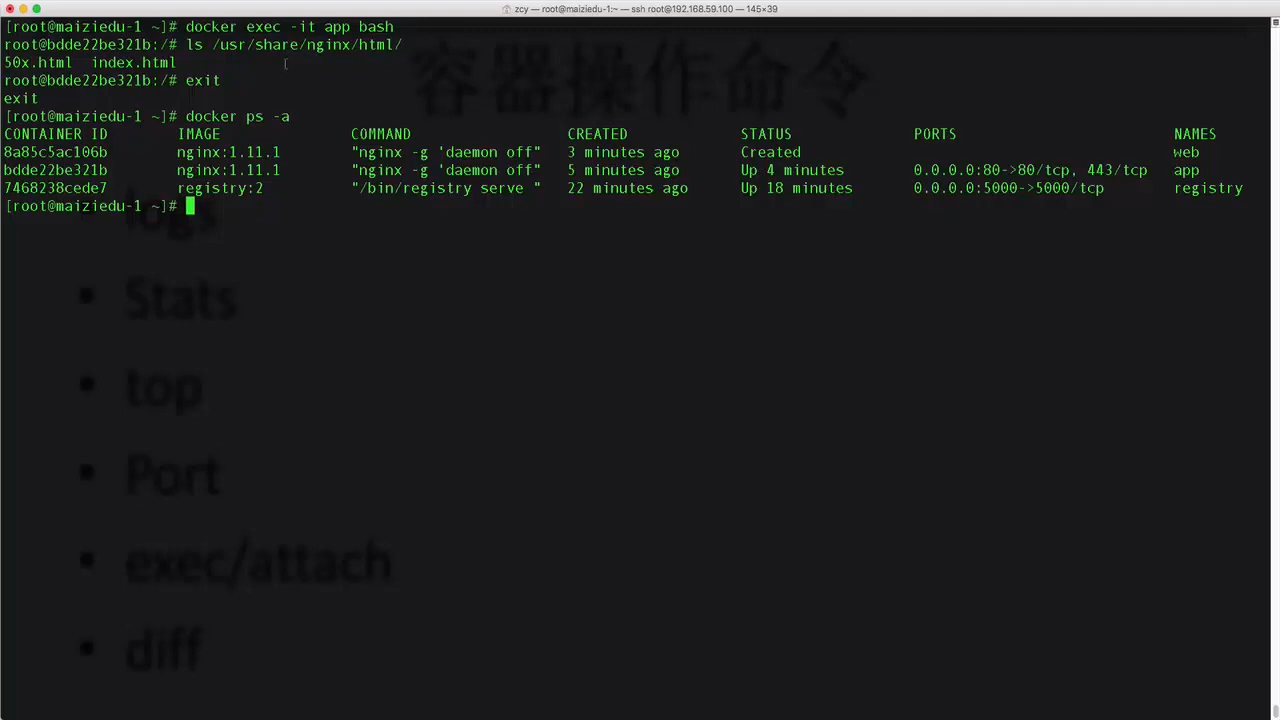 zcy — root@maiziedu-1:~ — ssh root@192.168.59.100 — 145×39
[root@maiziedu-1 ~]# docker exec -it app bash
root@bdde22be321b:/# ls /usr/share/nginx/html/
50x.html  index.html
root@bdde22be321b:/# exit
exit
[root@maiziedu-1 ~]# docker ps -a
CONTAINER ID        IMAGE               COMMAND                  CREATED             STATUS              PORTS                         NAMES
8a85c5ac106b        nginx:1.11.1        "nginx -g 'daemon off"   3 minutes ago       Created                                           web
bdde22be321b        nginx:1.11.1        "nginx -g 'daemon off"   5 minutes ago       Up 4 minutes        0.0.0.0:80->80/tcp, 443/tcp   app
7468238cede7        registry:2          "/bin/registry serve "   22 minutes ago      Up 18 minutes       0.0.0.0:5000->5000/tcp        registry
[root@maiziedu-1 ~]#
容器操作命令
• logs
• Stats
• top
• Port
• exec/attach
• diff